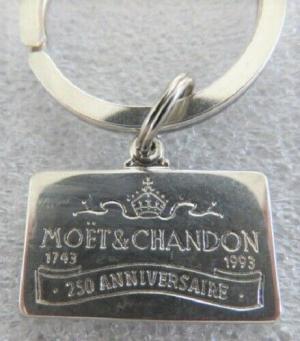 MOËT & CHANDON
1743 1993
· 250 ANNIVERSAIRE ·